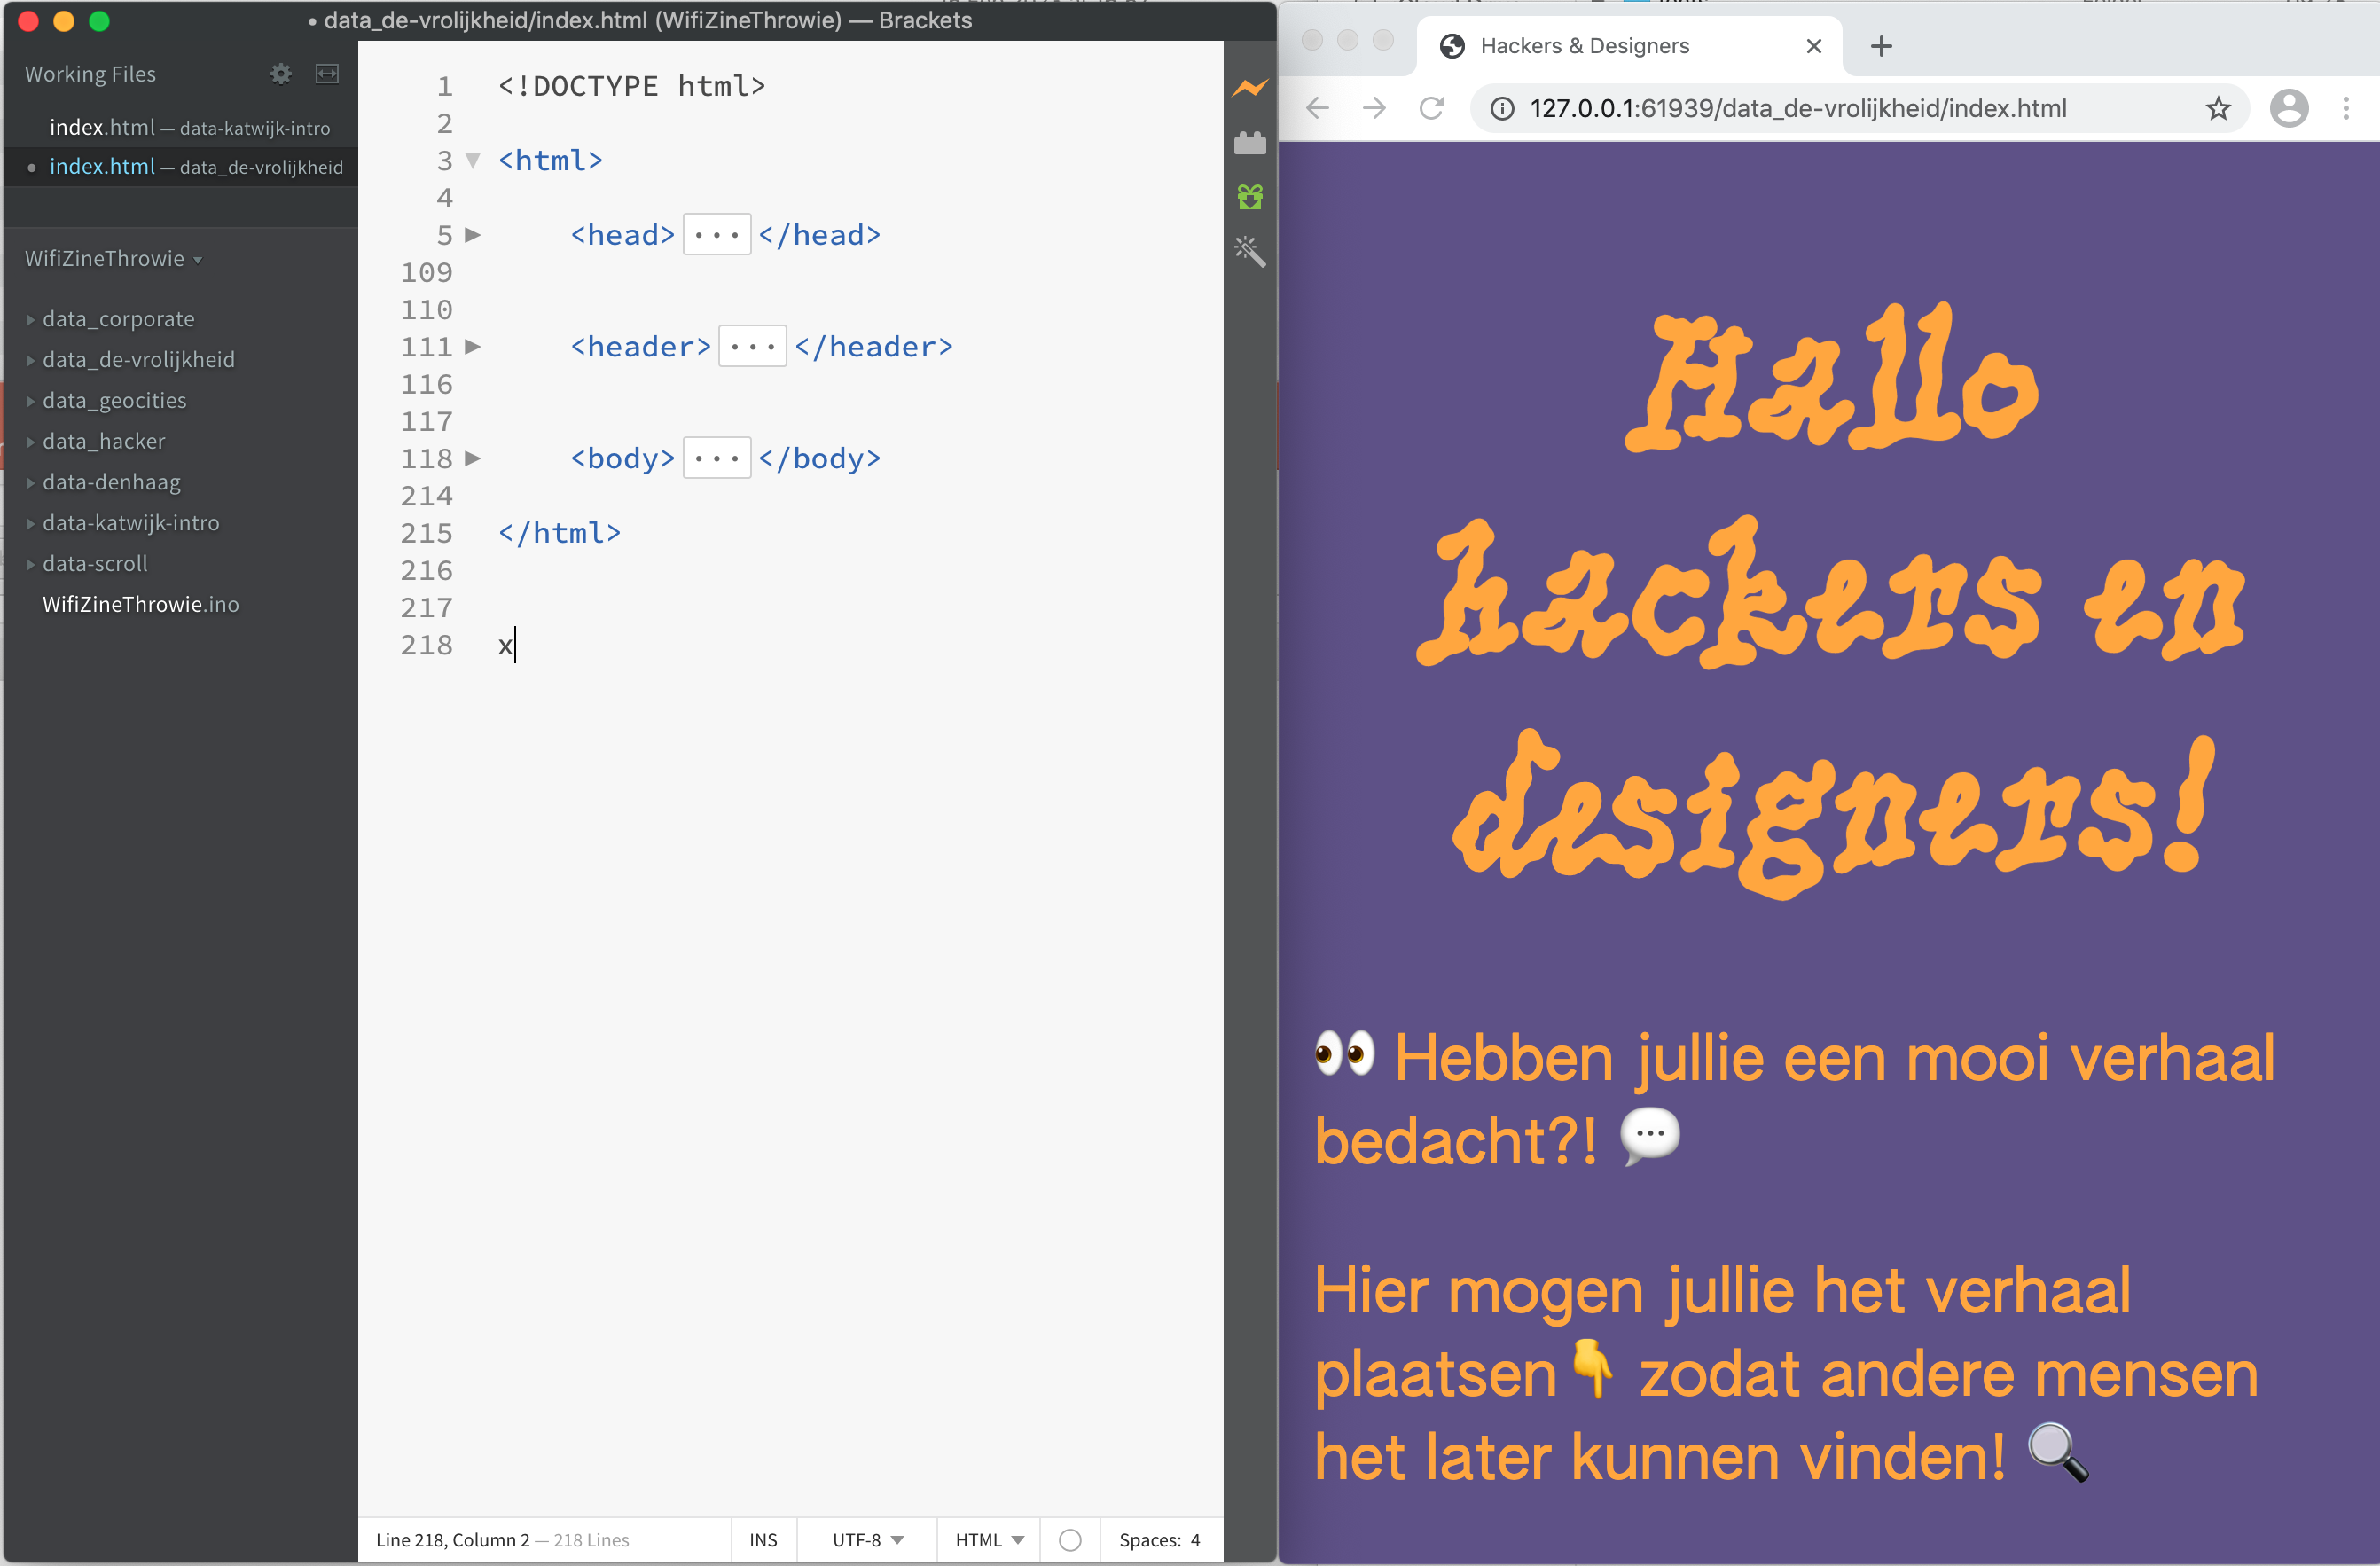 • data_de-vrolijkheid/index.html (WifiZineThrowie) — Brackets
Working Files
index.html — data-katwijk-intro
• index.html — data_de-vrolijkheid
WifiZineThrowie
data_corporate
data_de-vrolijkheid
data_geocities
data_hacker
data-denhaag
data-katwijk-intro
data-scroll
WifiZineThrowie.ino
1 <!DOCTYPE html>
2
3 <html>
4
5 <head>...</head>
109
110
111 <header>...</header>
116
117
118 <body>...</body>
214
215 </html>
216
217
218 x
Line 218, Column 2 — 218 Lines
INS
UTF-8
HTML
Spaces: 4
Hackers & Designers
127.0.0.1:61939/data_de-vrolijkheid/index.html
Hallo
hackers en
designers!
👀 Hebben jullie een mooi verhaal
bedacht?! 💬
Hier mogen jullie het verhaal
plaatsen👇 zodat andere mensen
het later kunnen vinden! 🔍